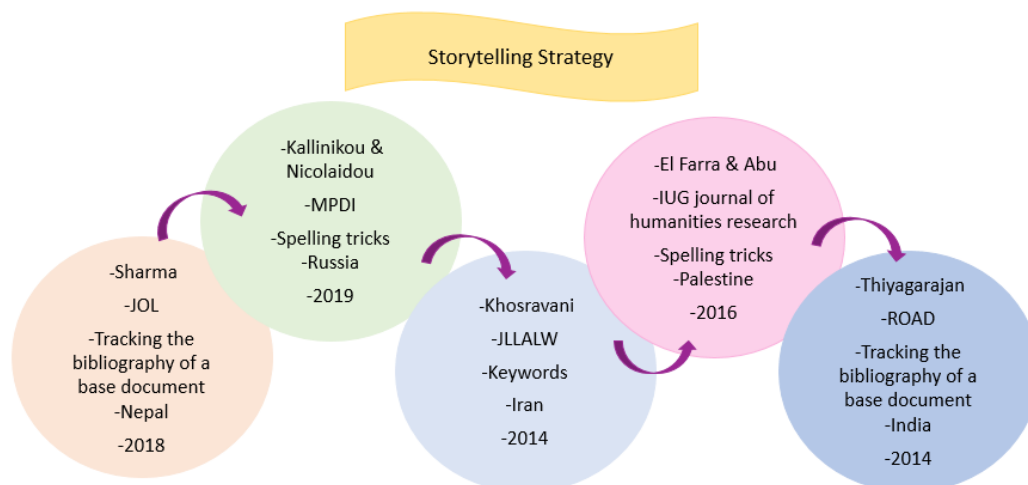 Storytelling Strategy
-Sharma
-JOL
-Tracking the
bibliography of a
base document
-Nepal
-2018
-Kallinikou &
Nicolaidou
-MPDI
-Spelling tricks
-Russia
-2019
-Khosravani
-JLLALW
-Keywords
-Iran
-2014
-El Farra & Abu
-IUG journal of
humanities research
-Spelling tricks
-Palestine
-2016
-Thiyagarajan
-ROAD
-Tracking the
bibliography of a
base document
-India
-2014